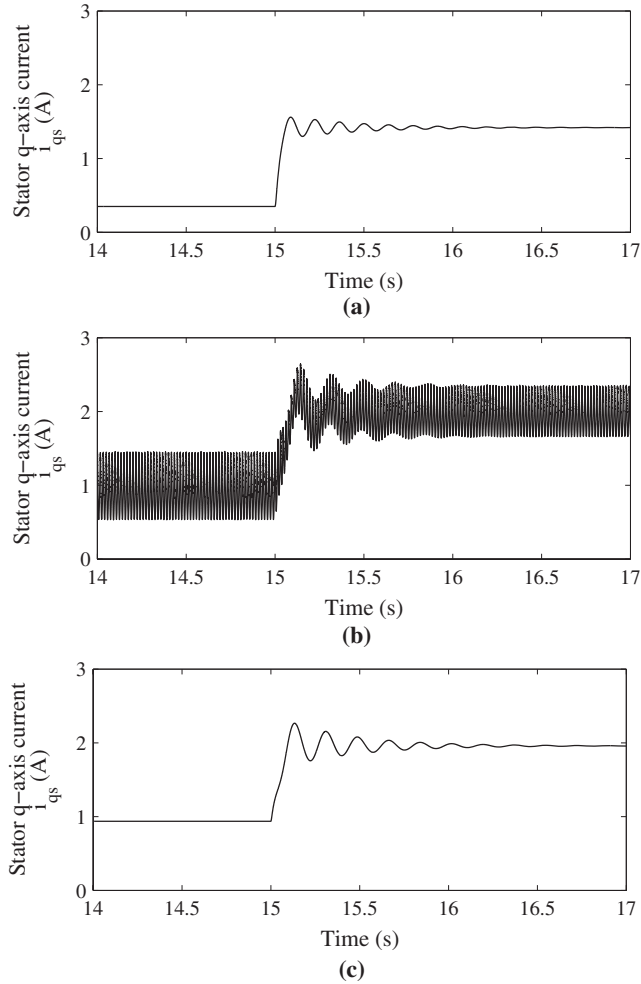 3
2
1
0
Stator q−axis current
i_qs (A)
14 14.5 15 15.5 16 16.5 17
Time (s)
(a)
3
2
1
0
Stator q−axis current
i_qs (A)
14 14.5 15 15.5 16 16.5 17
Time (s)
(b)
3
2
1
0
Stator q−axis current
i_qs (A)
14 14.5 15 15.5 16 16.5 17
Time (s)
(c)